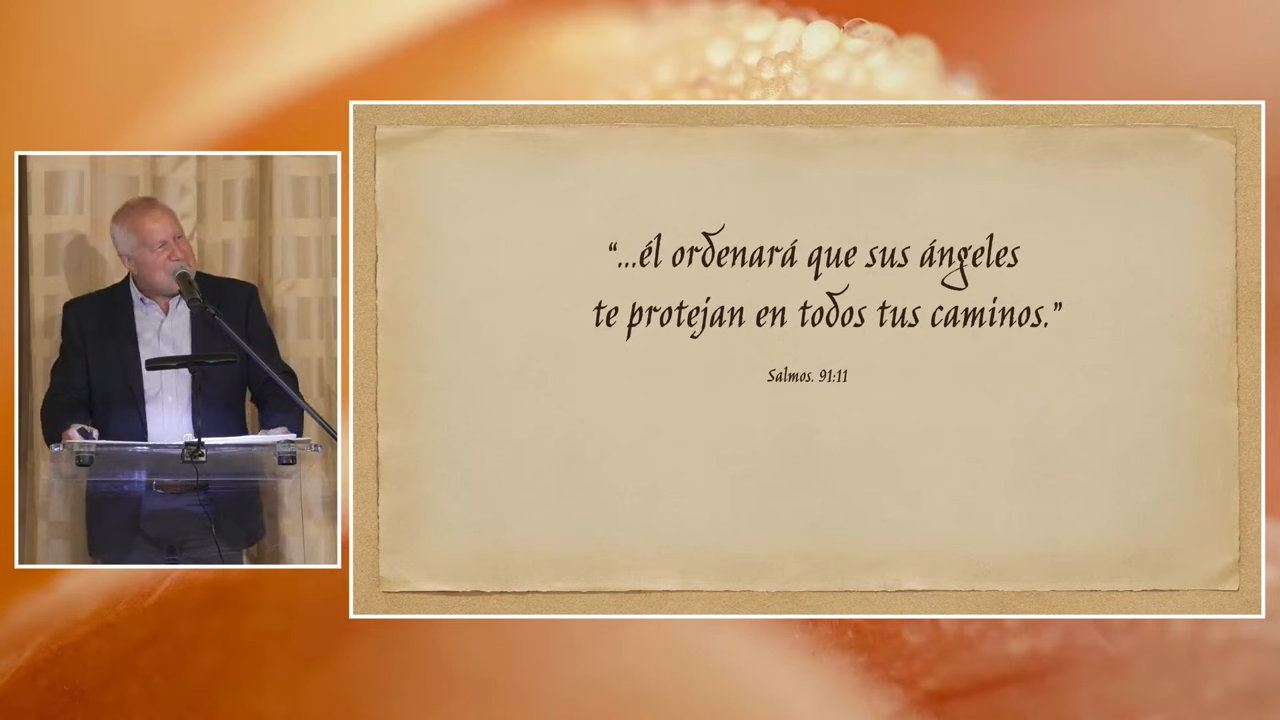 “...él ordenará que sus ángeles
te protejan en todos tus caminos.”
Salmos. 91:11